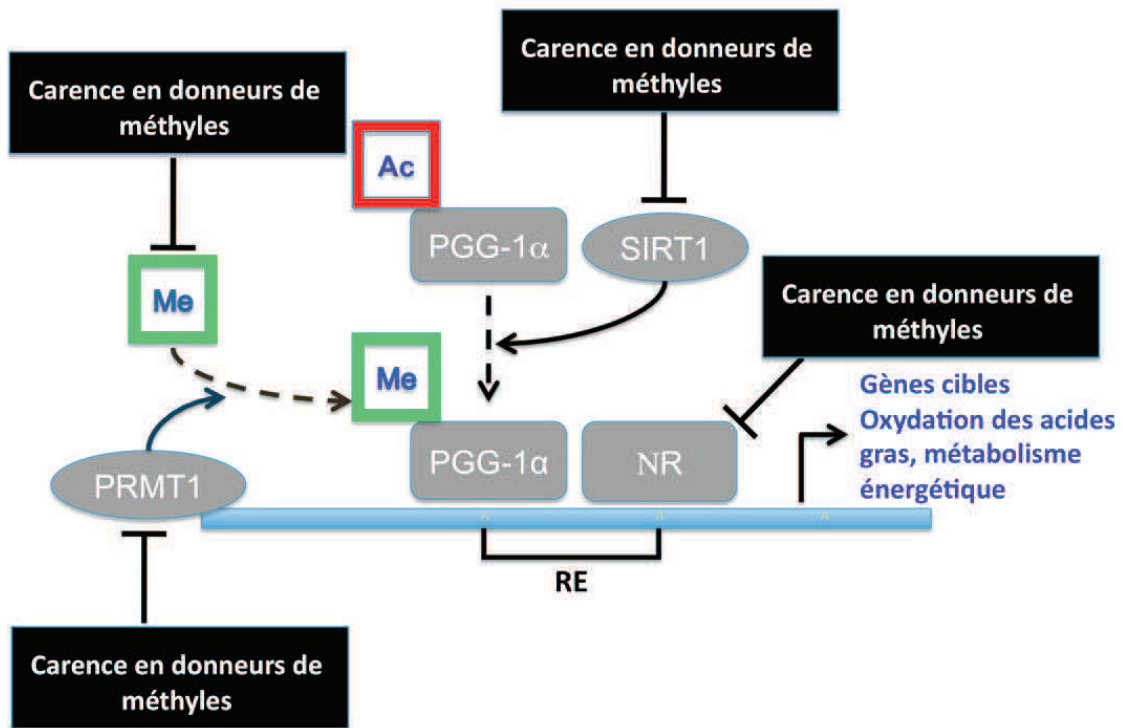 Carence en donneurs de
méthyles
Carence en donneurs de
méthyles
Ac
PGG-1α
SIRT1
Me
Carence en donneurs de
méthyles
Me
Gènes cibles
Oxydation des acides
gras, métabolisme
énergétique
PGG-1α
NR
PRMT1
A A A
RE
Carence en donneurs de
méthyles